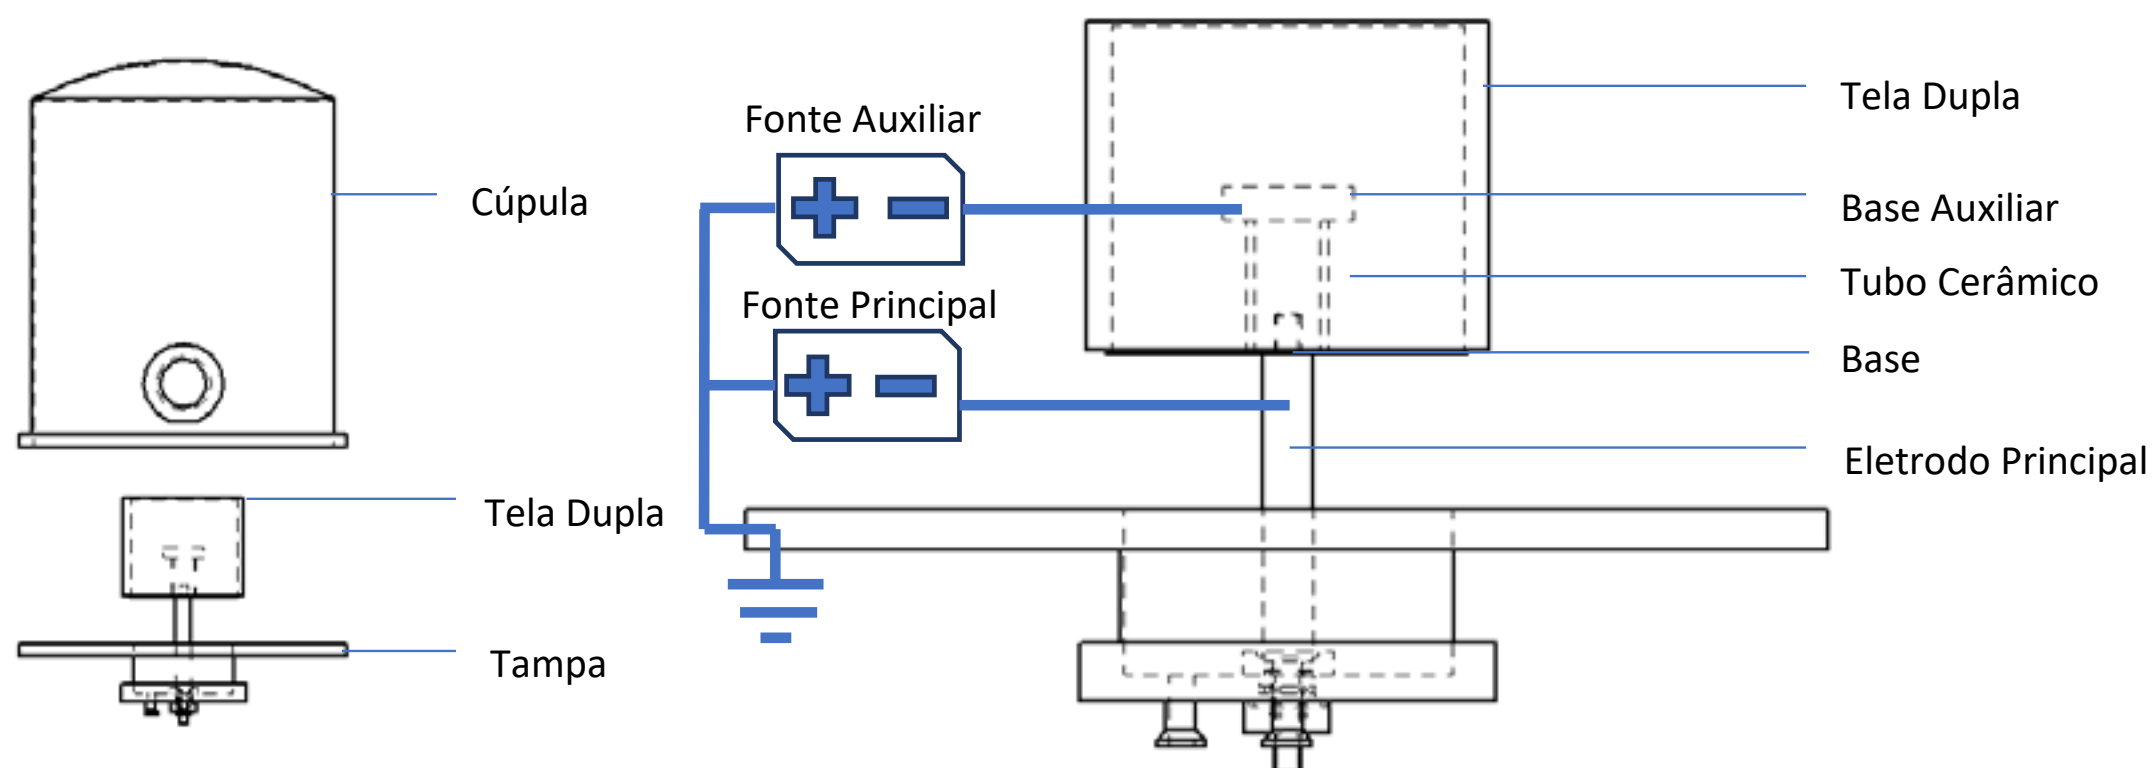 Cúpula
Tela Dupla
Tampa
Fonte Auxiliar
Fonte Principal
Tela Dupla
Base Auxiliar
Tubo Cerâmico
Base
Eletrodo Principal